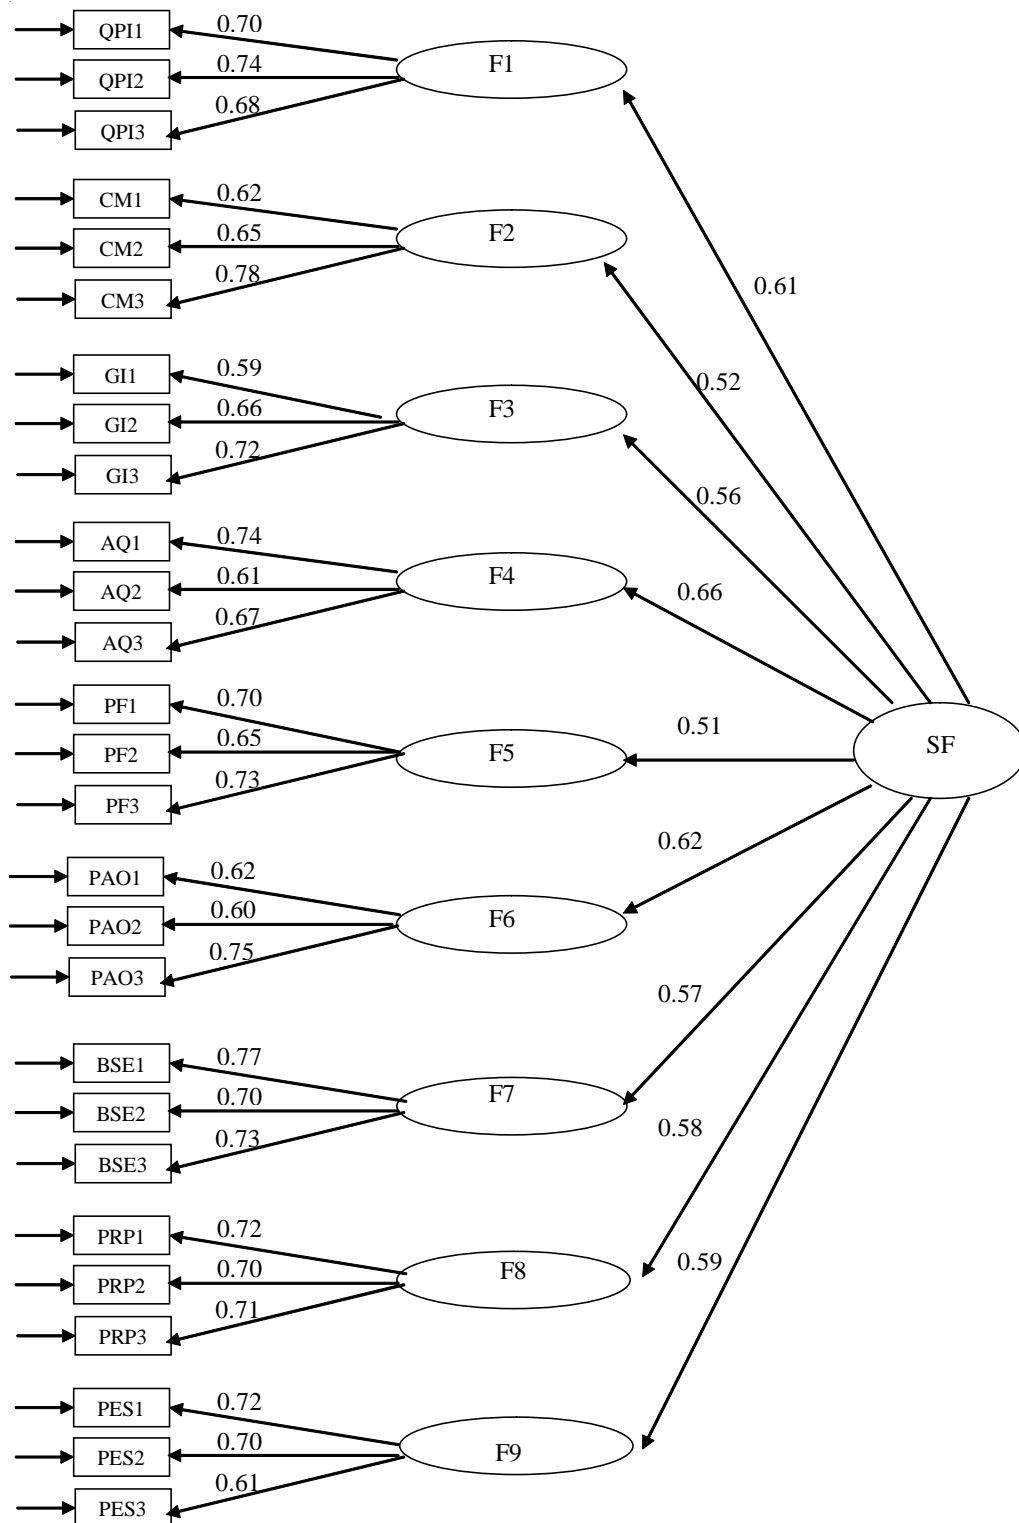 QPI1 0.70
QPI2 0.74 F1
QPI3 0.68
CM1 0.62
CM2 0.65 F2
CM3 0.78
0.61
GI1 0.59
GI2 0.66 F3
GI3 0.72
0.52
0.56
AQ1 0.74
AQ2 0.61 F4
AQ3 0.67
0.66
PF1 0.70
PF2 0.65 F5
PF3 0.73
0.51
SF
PAO1 0.62
PAO2 0.60 F6
PAO3 0.75
0.62
0.57
BSE1 0.77
BSE2 0.70 F7
BSE3 0.73
0.58
PRP1 0.72
PRP2 0.70 F8
PRP3 0.71
0.59
PES1 0.72
PES2 0.70 F9
PES3 0.61